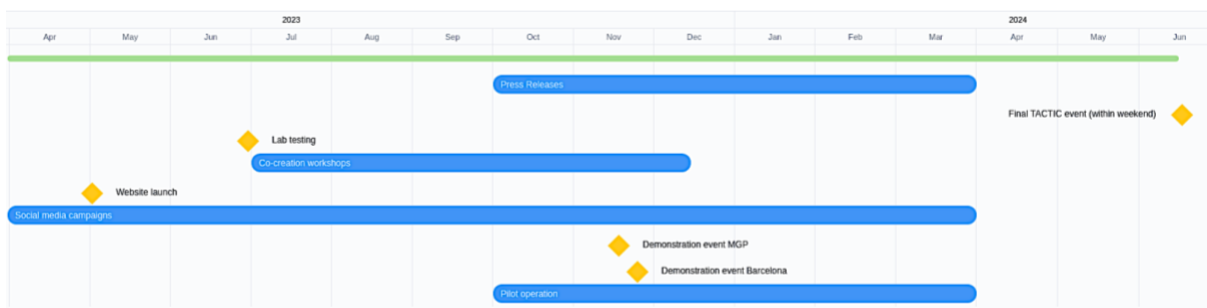 2023 2024
Apr May Jun Jul Aug Sep Oct Nov Dec Jan Feb Mar Apr May Jun
Press Releases
Final TACTIC event (within weekend)
Lab testing
Co-creation workshops
Website launch
Social media campaigns
Demonstration event MGP
Demonstration event Barcelona
Pilot operation